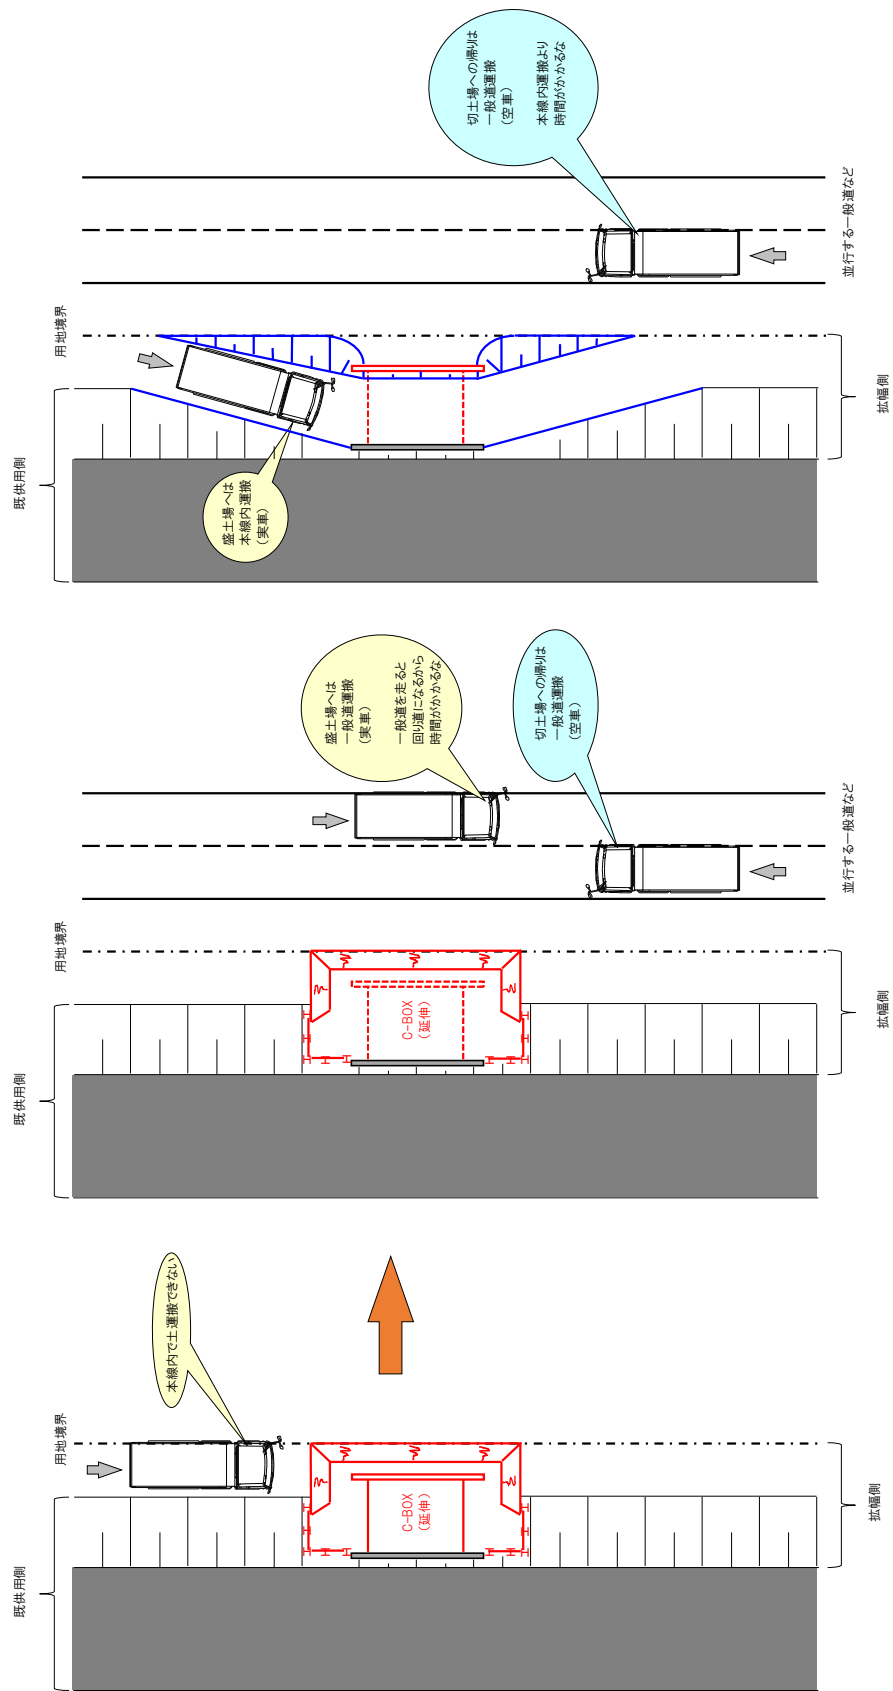 切土場への帰りは
一般道運搬
（空車）
本線内運搬より
時間がかかるな
並行する一般道など
用地境界
拡幅側
既供用側
盛土場へは
本線内運搬
（実車）
盛土場へは
一般道運搬
（実車）
一般道を走ると
回り道になるから
時間がかかるな
切土場への帰りは
一般道運搬
（空車）
並行する一般道など
用地境界
C-BOX
（延伸）
拡幅側
既供用側
本線内で土運搬できない
用地境界
C-BOX
（延伸）
拡幅側
既供用側